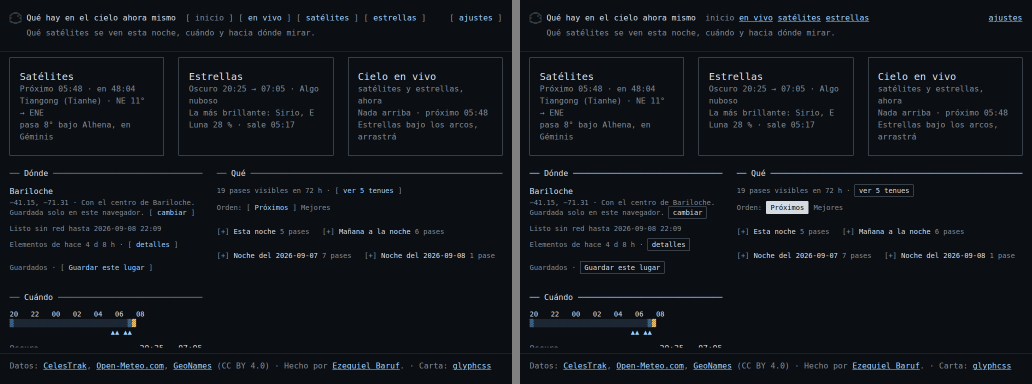 Qué hay en el cielo ahora mismo [ inicio ] [ en vivo ] [ satélites ] [ estrellas ] [ ajustes ]
Qué satélites se ven esta noche, cuándo y hacia dónde mirar.
Satélites
Próximo 05:48 · en 48:04
Tiangong (Tianhe) · NE 11°
→ ENE
pasa 8° bajo Alhena, en
Géminis
Estrellas
Oscuro 20:25 → 07:05 · Algo
nuboso
La más brillante: Sirio, E
Luna 28 % · sale 05:17
Cielo en vivo
satélites y estrellas,
ahora
Nada arriba · próximo 05:48
Estrellas bajo los arcos,
arrastrá
Dónde
Bariloche
−41.15, −71.31 · Con el centro de Bariloche.
Guardada solo en este navegador. [ cambiar ]
Listo sin red hasta 2026-09-08 22:09
Elementos de hace 4 d 8 h · [ detalles ]
Guardados · [ Guardar este lugar ]
Qué
19 pases visibles en 72 h · [ ver 5 tenues ]
Orden: [ Próximos ] Mejores
[+] Esta noche 5 pases [+] Mañana a la noche 6 pases
[+] Noche del 2026-09-07 7 pases [+] Noche del 2026-09-08 1 pase
Cuándo
20 22 00 02 04 06 08
Datos: CelesTrak, Open-Meteo.com, GeoNames (CC BY 4.0) · Hecho por Ezequiel Baruf. · Carta: glyphcss
Qué hay en el cielo ahora mismo inicio en vivo satélites estrellas ajustes
Qué satélites se ven esta noche, cuándo y hacia dónde mirar.
Satélites
Próximo 05:48 · en 48:04
Tiangong (Tianhe) · NE 11°
→ ENE
pasa 8° bajo Alhena, en
Géminis
Estrellas
Oscuro 20:25 → 07:05 · Algo
nuboso
La más brillante: Sirio, E
Luna 28 % · sale 05:17
Cielo en vivo
satélites y estrellas,
ahora
Nada arriba · próximo 05:48
Estrellas bajo los arcos,
arrastrá
Dónde
Bariloche
−41.15, −71.31 · Con el centro de Bariloche.
Guardada solo en este navegador. cambiar
Listo sin red hasta 2026-09-08 22:09
Elementos de hace 4 d 8 h · detalles
Guardados · Guardar este lugar
Qué
19 pases visibles en 72 h · ver 5 tenues
Orden: Próximos Mejores
[+] Esta noche 5 pases [+] Mañana a la noche 6 pases
[+] Noche del 2026-09-07 7 pases [+] Noche del 2026-09-08 1 pase
Cuándo
20 22 00 02 04 06 08
Datos: CelesTrak, Open-Meteo.com, GeoNames (CC BY 4.0) · Hecho por Ezequiel Baruf. · Carta: glyphcss